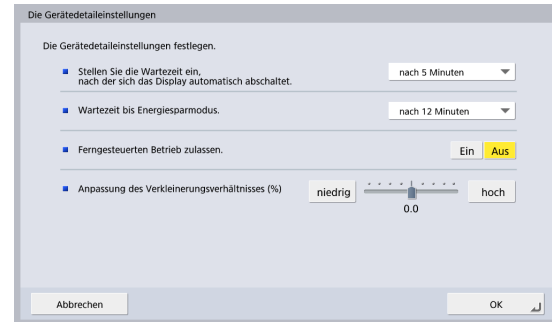 Die Gerätedetaileinstellungen
Die Gerätedetaileinstellungen festlegen.
Stellen Sie die Wartezeit ein,
nach der sich das Display automatisch abschaltet.
nach 5 Minuten
Wartezeit bis Energiesparmodus.
nach 12 Minuten
Ferngesteuerten Betrieb zulassen.
Ein Aus
Anpassung des Verkleinerungsverhältnisses (%)
niedrig
hoch
0.0
Abbrechen
OK